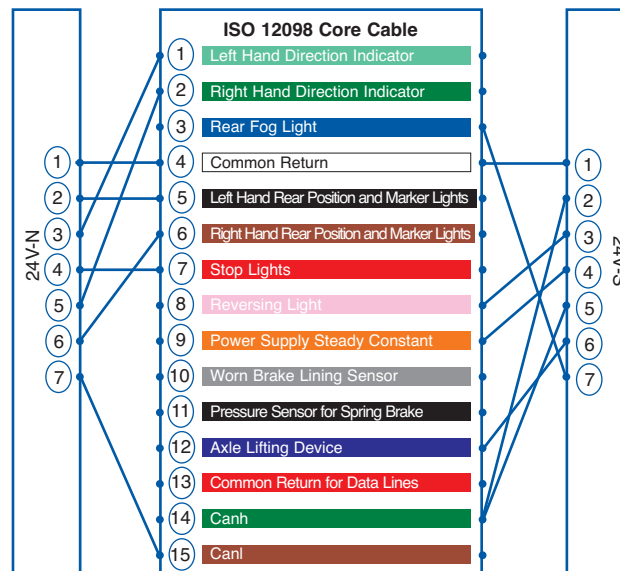 ISO 12098 Core Cable
1 Left Hand Direction Indicator
2 Right Hand Direction Indicator
3 Rear Fog Light
4 Common Return
5 Left Hand Rear Position and Marker Lights
6 Right Hand Rear Position and Marker Lights
7 Stop Lights
8 Reversing Light
9 Power Supply Steady Constant
10 Worn Brake Lining Sensor
11 Pressure Sensor for Spring Brake
12 Axle Lifting Device
13 Common Return for Data Lines
14 Canh
15 Canl
24V-N
1
2
3
4
5
6
7
24V-S
1
2
3
4
5
6
7